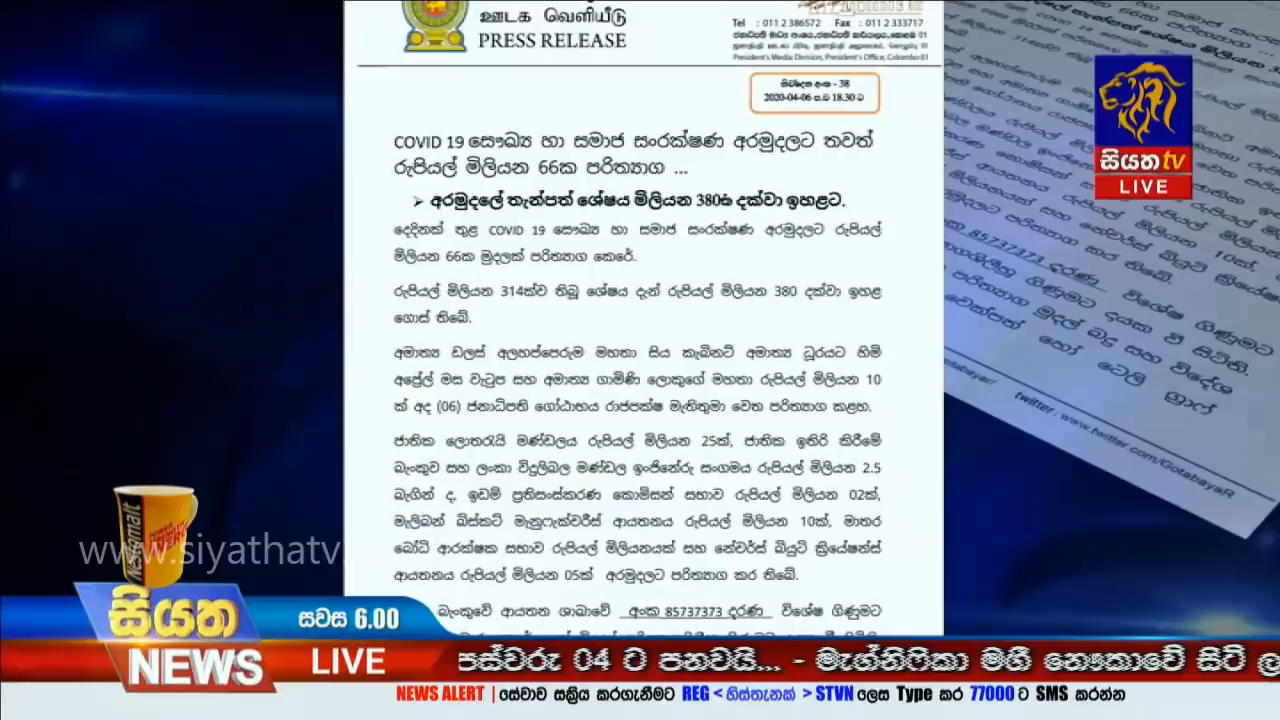 ஊடக வெளியீடு
PRESS RELEASE
Tel : 011 2 386572 Fax : 011 2 333717
President's Media Division, President's Office, Colombo 01
නිවේදන අංක - 38
2020-04-06 ප.ව 18.30 ට
COVID 19 සෞඛ්‍ය හා සමාජ සංරක්ෂණ අරමුදලට තවත්
රුපියල් මිලියන 66ක පරිත්‍යාග ...
➢ අරමුදලේ තැන්පත් ශේෂය මිලියන 380ත් දක්වා ඉහළට.
දෙදිනක් තුළ COVID 19 සෞඛ්‍ය හා සමාජ සංරක්ෂණ අරමුදලට රුපියල්
මිලියන 66ක මුදලක් පරිත්‍යාග කෙරේ.
රුපියල් මිලියන 314ක්ව තිබූ ශේෂය දැන් රුපියල් මිලියන 380 දක්වා ඉහළ
ගොස් තිබේ.
අමාත්‍ය ඩලස් අලහප්පෙරුම මහතා සිය කැබිනට් අමාත්‍ය ධූරයට හිමි
අප්‍රේල් මස වැටුප සහ අමාත්‍ය ගාමිණි ලොකුගේ මහතා රුපියල් මිලියන 10
ක් අද (06) ජනාධිපති ගෝඨාභය රාජපක්ෂ මැතිතුමා වෙත පරිත්‍යාග කළහ.
ජාතික ලොතරැයි මණ්ඩලය රුපියල් මිලියන 25ක්, ජාතික ඉතිරි කිරීමේ
බැංකුව සහ ලංකා විදුලිබල මණ්ඩල ඉංජිනේරු සංගමය රුපියල් මිලියන 2.5
බැගින් ද, ඉඩම් ප්‍රතිසංස්කරණ කොමිසන් සභාව රුපියල් මිලියන 02ක්,
මැලිබන් බිස්කට් මැනුෆැක්චරීස් ආයතනය රුපියල් මිලියන 10ක්, මාතර
බෝධි ආරක්ෂක සභාව රුපියල් මිලියනයක් සහ නේචර්ස් බියුටි ක්‍රියේෂන්ස්
ආයතනය රුපියල් මිලියන 05ක් අරමුදලට පරිත්‍යාග කර තිබේ.
බැංකුවේ ආයතන ශාඛාවේ අංක 85737373 දරණ විශේෂ ගිණුමට
සියත tv
LIVE
twitter : www.twitter.com/GotabayaR
Nestomalt
www.siyathatv.
සියත
NEWS
සවස 6.00
LIVE
පස්වරු 04 ට පනවයි... - මැග්නිෆිකා මගී නෞකාවේ සිටි ල
NEWS ALERT | සේවාව සක්‍රිය කරගැනීමට REG < හිස්තැනක් > STVN ලෙස Type කර 77000 ට SMS කරන්න